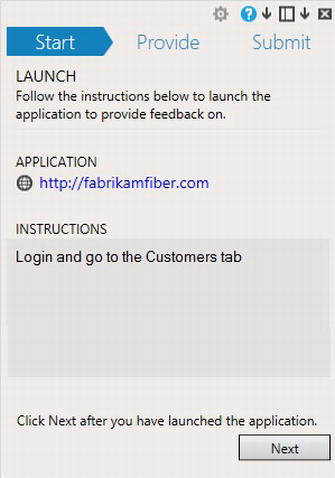 Start Provide Submit
LAUNCH
Follow the instructions below to launch the
application to provide feedback on.
APPLICATION
http://fabrikamfiber.com
INSTRUCTIONS
Login and go to the Customers tab
Click Next after you have launched the application.
Next